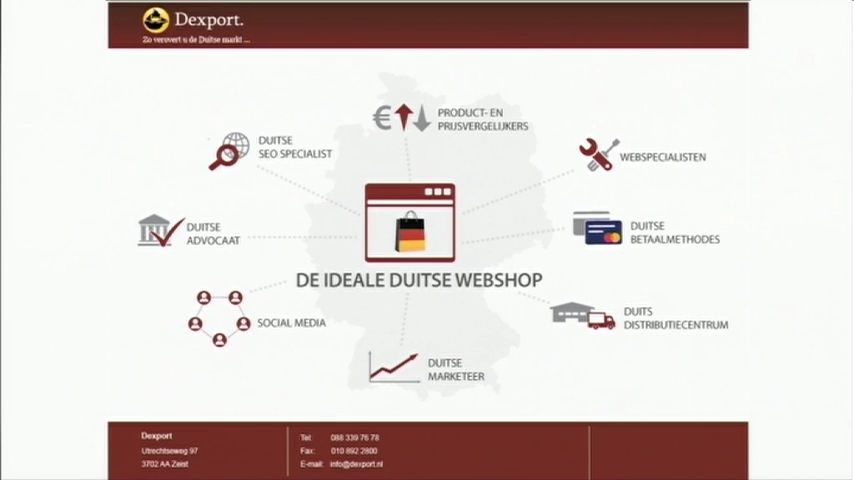 Dexport.
Zo verovert u de Duitse markt ...
€
PRODUCT- EN
PRIJSVERGELIJKERS
DUITSE
SEO SPECIALIST
WEBSPECIALISTEN
DUITSE
ADVOCAAT
DUITSE
BETAALMETHODES
DE IDEALE DUITSE WEBSHOP
SOCIAL MEDIA
DUITS
DISTRIBUTIECENTRUM
DUITSE
MARKETEER
Dexport
Utrechtseweg 97
3702 AA Zeist
Tel: 088 339 76 78
Fax: 010 892 2800
E-mail: info@dexport.nl